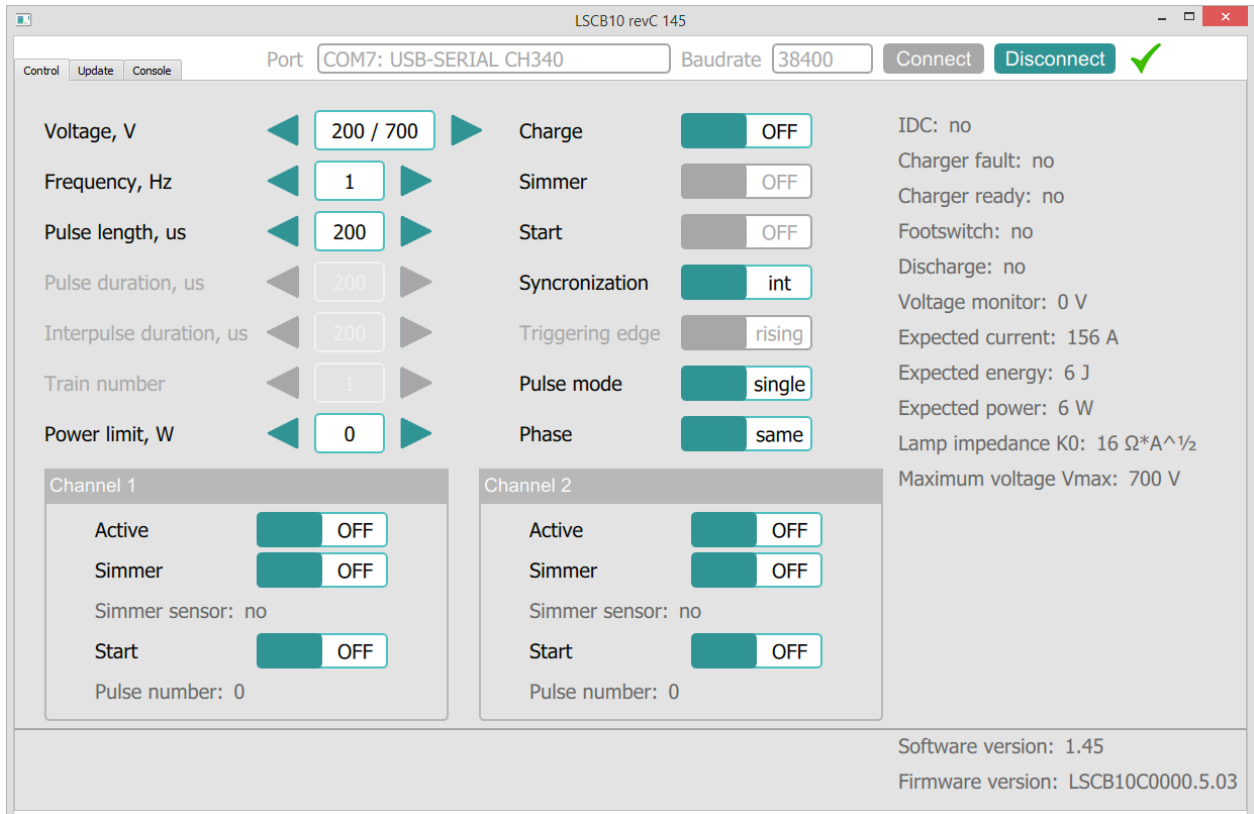 LSCB10 revC 145
Control Update Console
Port COM7: USB-SERIAL CH340 Baudrate 38400 Connect Disconnect
Voltage, V 200 / 700
Frequency, Hz 1
Pulse length, us 200
Pulse duration, us 200
Interpulse duration, us 200
Train number 1
Power limit, W 0
Charge OFF
Simmer OFF
Start OFF
Syncronization int
Triggering edge rising
Pulse mode single
Phase same
IDC: no
Charger fault: no
Charger ready: no
Footswitch: no
Discharge: no
Voltage monitor: 0 V
Expected current: 156 A
Expected energy: 6 J
Expected power: 6 W
Lamp impedance K0: 16 Ω*A^½
Maximum voltage Vmax: 700 V
Channel 1
Active OFF
Simmer OFF
Simmer sensor: no
Start OFF
Pulse number: 0
Channel 2
Active OFF
Simmer OFF
Simmer sensor: no
Start OFF
Pulse number: 0
Software version: 1.45
Firmware version: LSCB10C0000.5.03